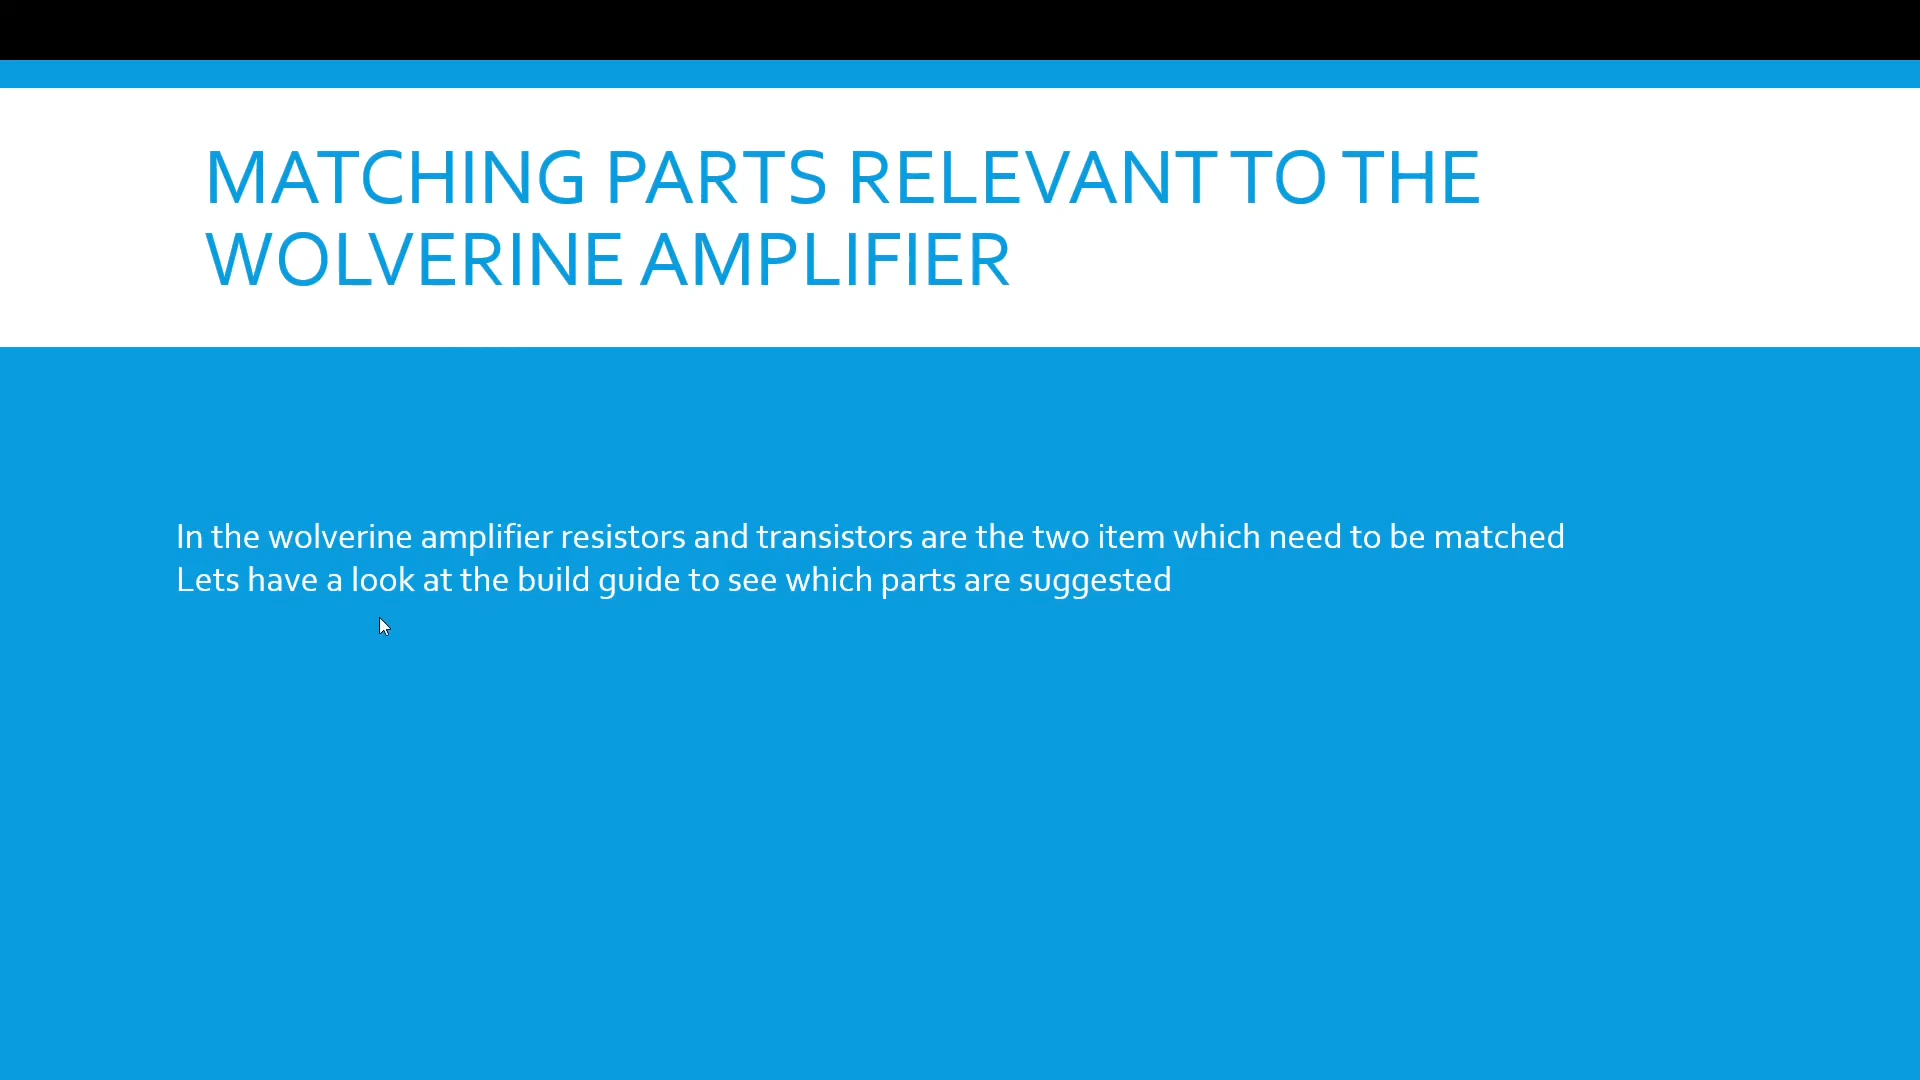 MATCHING PARTS RELEVANT TO THE
WOLVERINE AMPLIFIER
In the wolverine amplifier resistors and transistors are the two item which need to be matched
Lets have a look at the build guide to see which parts are suggested